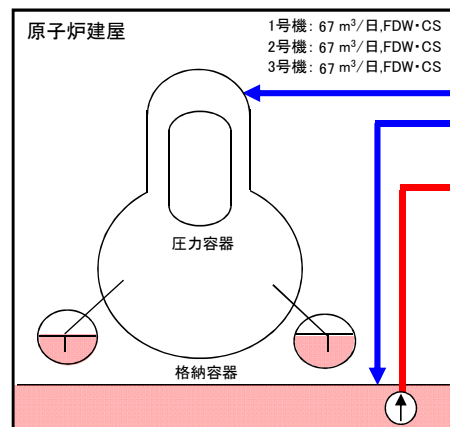 原子炉建屋
1号機: 67 m³/日,FDW・CS
2号機: 67 m³/日,FDW・CS
3号機: 67 m³/日,FDW・CS
圧力容器
格納容器